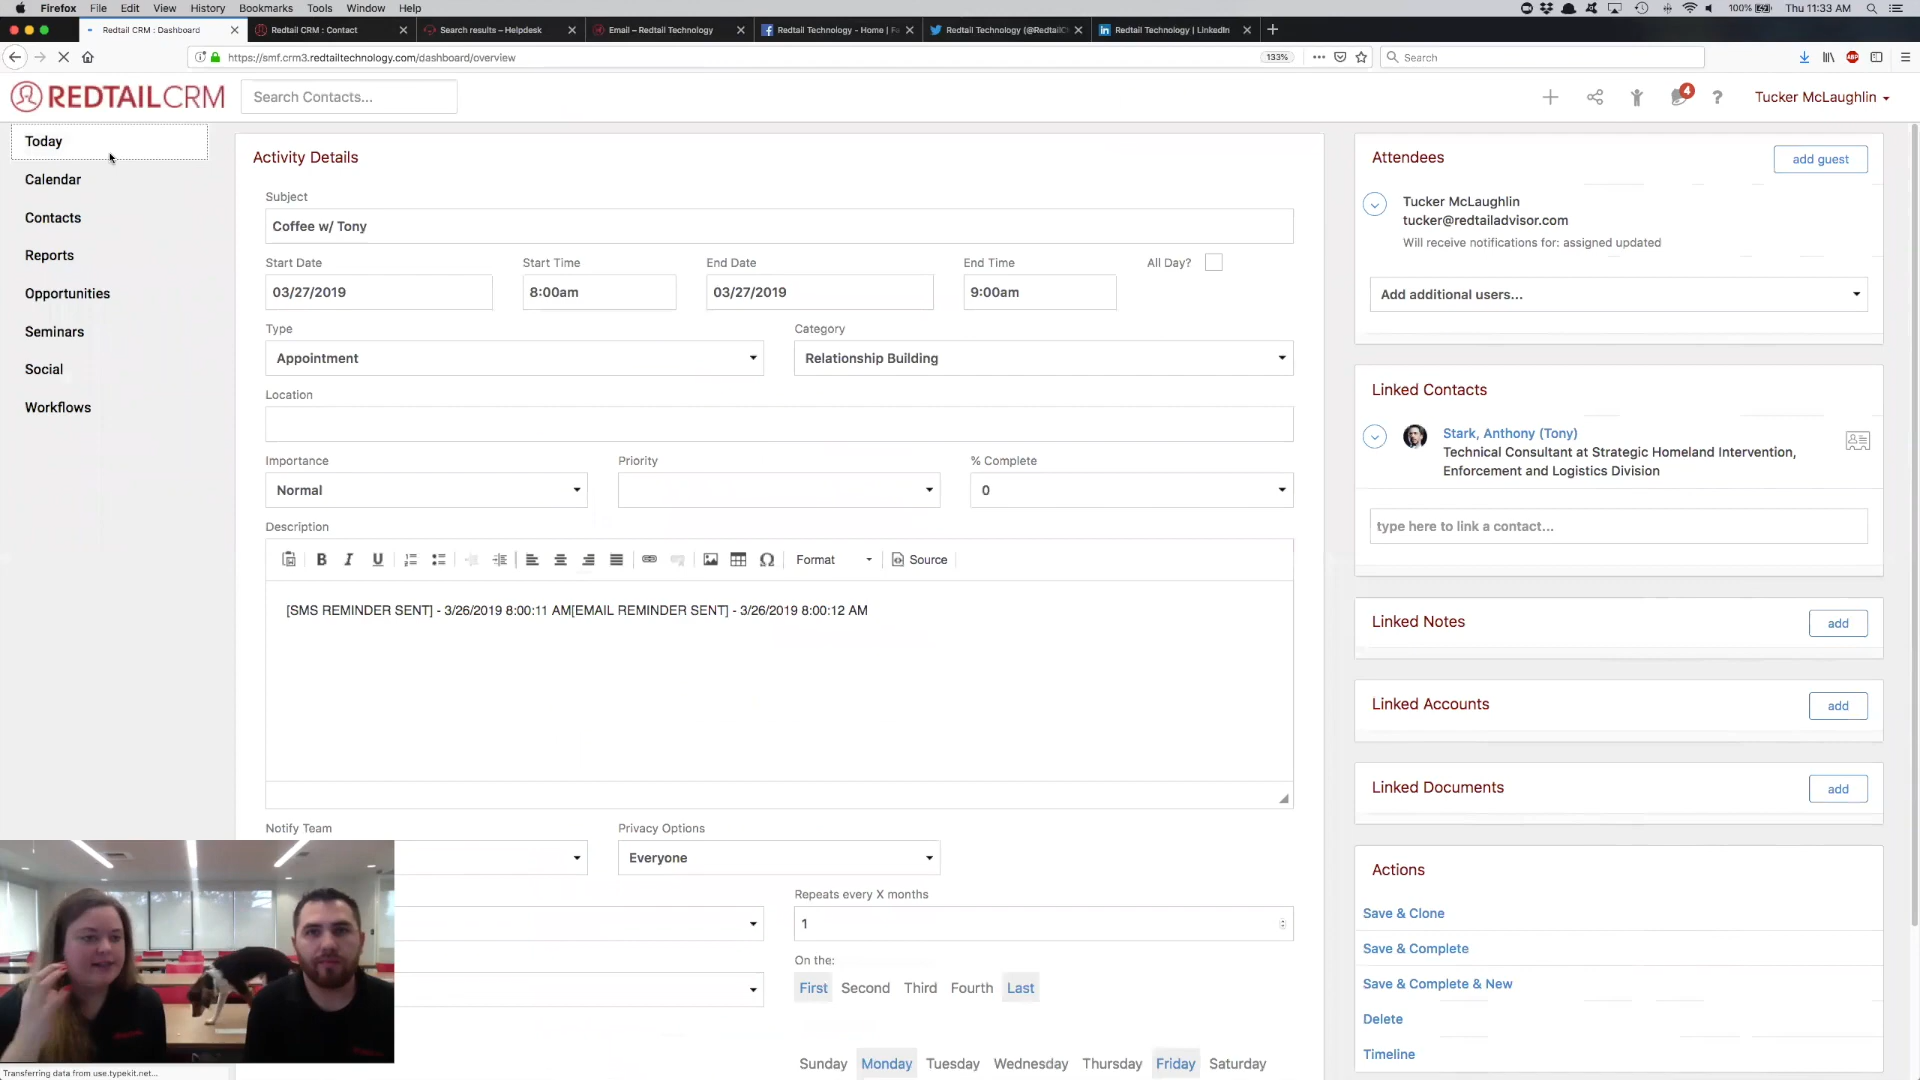 Firefox File Edit View History Bookmarks Tools Window Help 100% Thu 11:33 AM
Redtail CRM : Dashboard Redtail CRM : Contact Search results – Helpdesk Email – Redtail Technology Redtail Technology - Home | F Redtail Technology (@Redtail Redtail Technology | LinkedIn
https://smf.crm3.redtailtechnology.com/dashboard/overview 133% Search
REDTAILCRM Search Contacts... 4 ? Tucker McLaughlin
Today
Calendar
Contacts
Reports
Opportunities
Seminars
Social
Workflows
Activity Details
Subject
Coffee w/ Tony
Start Date Start Time End Date End Time All Day?
03/27/2019 8:00am 03/27/2019 9:00am
Type Category
Appointment Relationship Building
Location
Importance Priority % Complete
Normal 0
Description
B I U Format Source
[SMS REMINDER SENT] - 3/26/2019 8:00:11 AM[EMAIL REMINDER SENT] - 3/26/2019 8:00:12 AM
Notify Team Privacy Options
Everyone
Repeats every X months
1
On the:
First Second Third Fourth Last
Sunday Monday Tuesday Wednesday Thursday Friday Saturday
Attendees add guest
Tucker McLaughlin
tucker@redtailadvisor.com
Will receive notifications for: assigned updated
Add additional users...
Linked Contacts
Stark, Anthony (Tony)
Technical Consultant at Strategic Homeland Intervention,
Enforcement and Logistics Division
type here to link a contact...
Linked Notes add
Linked Accounts add
Linked Documents add
Actions
Save & Clone
Save & Complete
Save & Complete & New
Delete
Timeline
Transferring data from use.typekit.net...